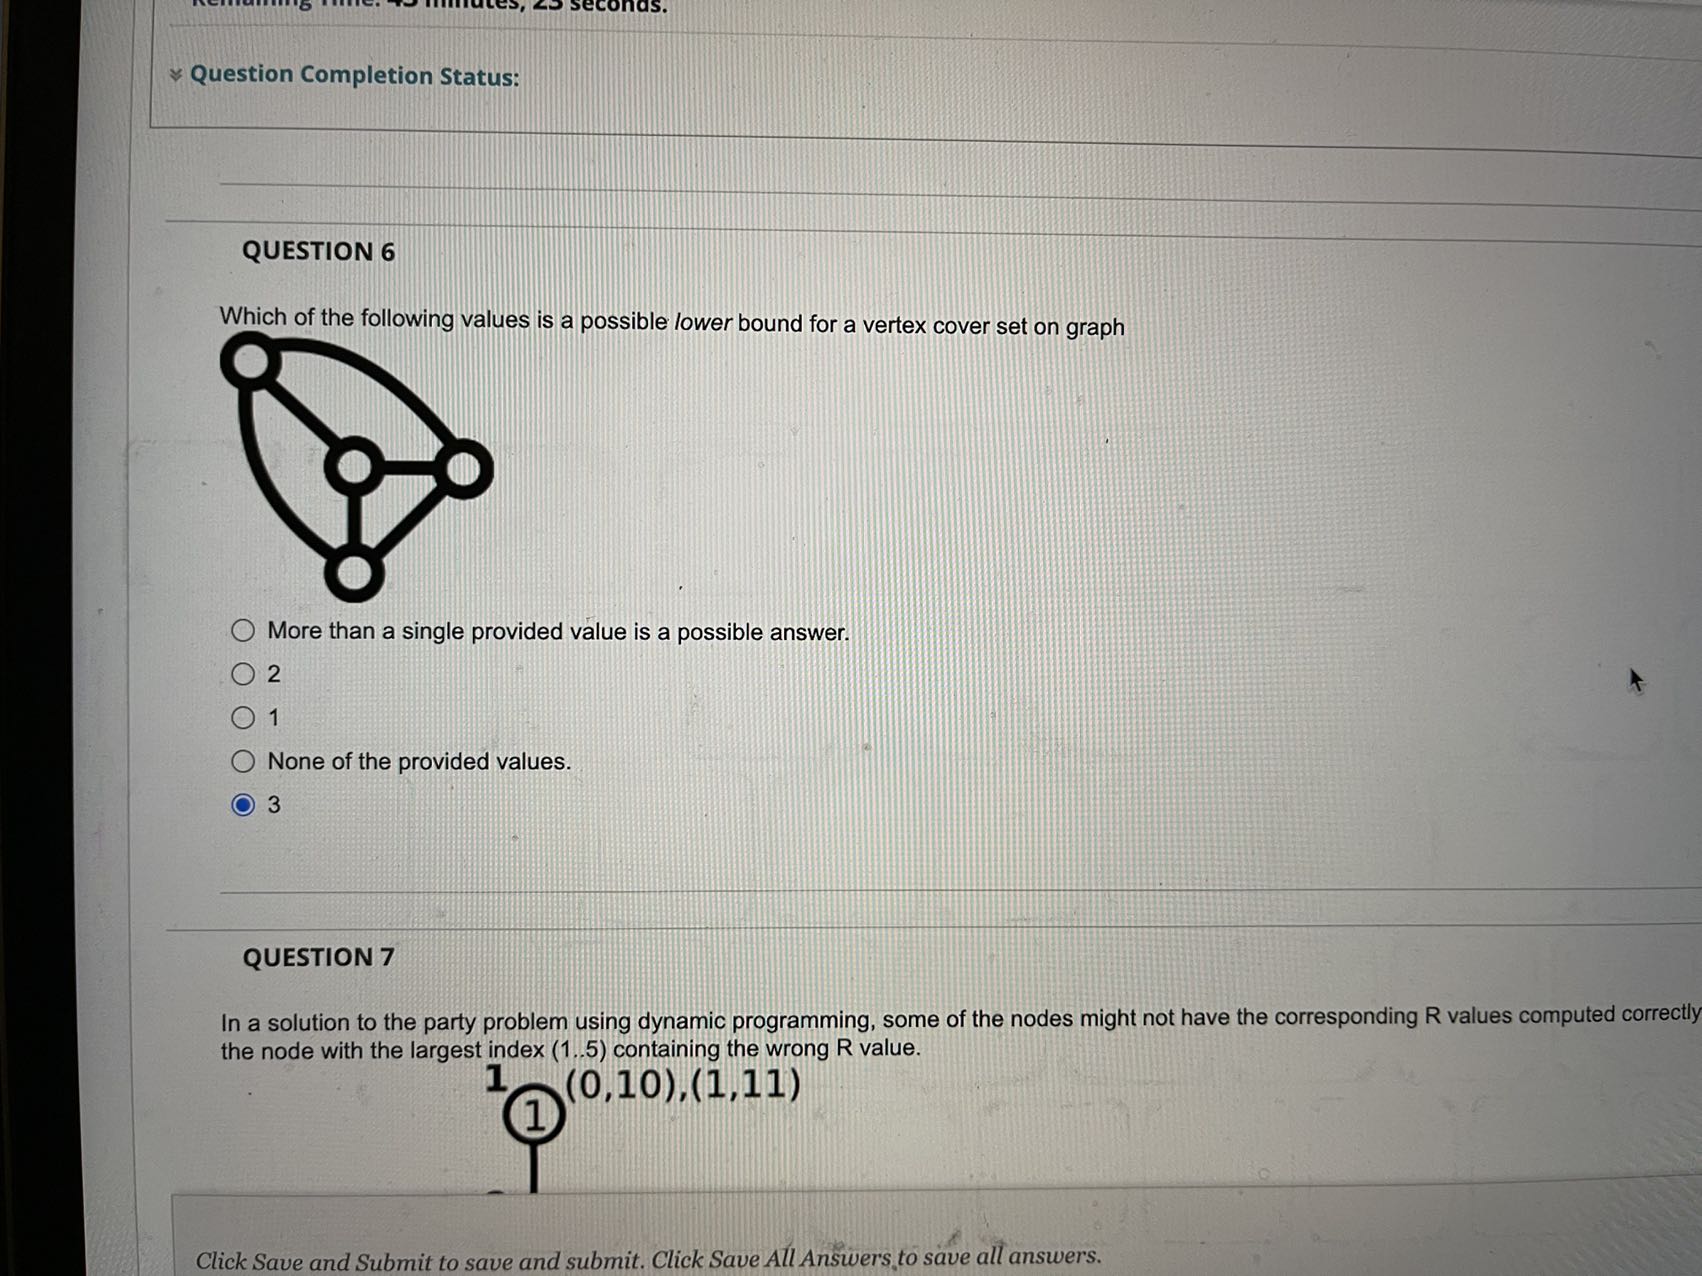 Remaining Time: 43 minutes, 23 seconds.
Question Completion Status:
QUESTION 6
Which of the following values is a possible lower bound for a vertex cover set on graph
More than a single provided value is a possible answer.
2
1
None of the provided values.
3
QUESTION 7
In a solution to the party problem using dynamic programming, some of the nodes might not have the corresponding R values computed correctly
the node with the largest index (1..5) containing the wrong R value.
1 (0,10),(1,11)
1
Click Save and Submit to save and submit. Click Save All Answers to save all answers.